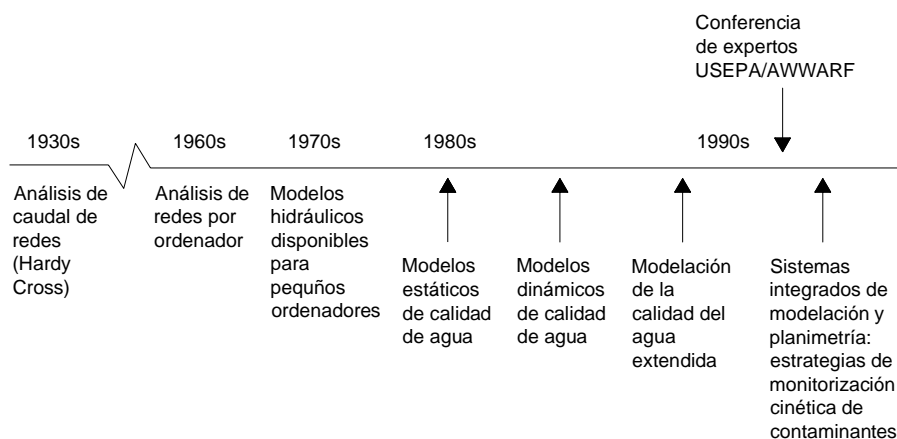 Conferencia
de expertos
USEPA/AWWARF
1930s
1960s
1970s
1980s
1990s
Análisis de
caudal de
redes
(Hardy
Cross)
Análisis de
redes por
ordenador
Modelos
hidráulicos
disponibles
para
pequños
ordenadores
Modelos
estáticos
de calidad
de agua
Modelos
dinámicos
de calidad
de agua
Modelación
de la
calidad del
agua
extendida
Sistemas
integrados de
modelación y
planimetría:
estrategias de
monitorización
cinética de
contaminantes